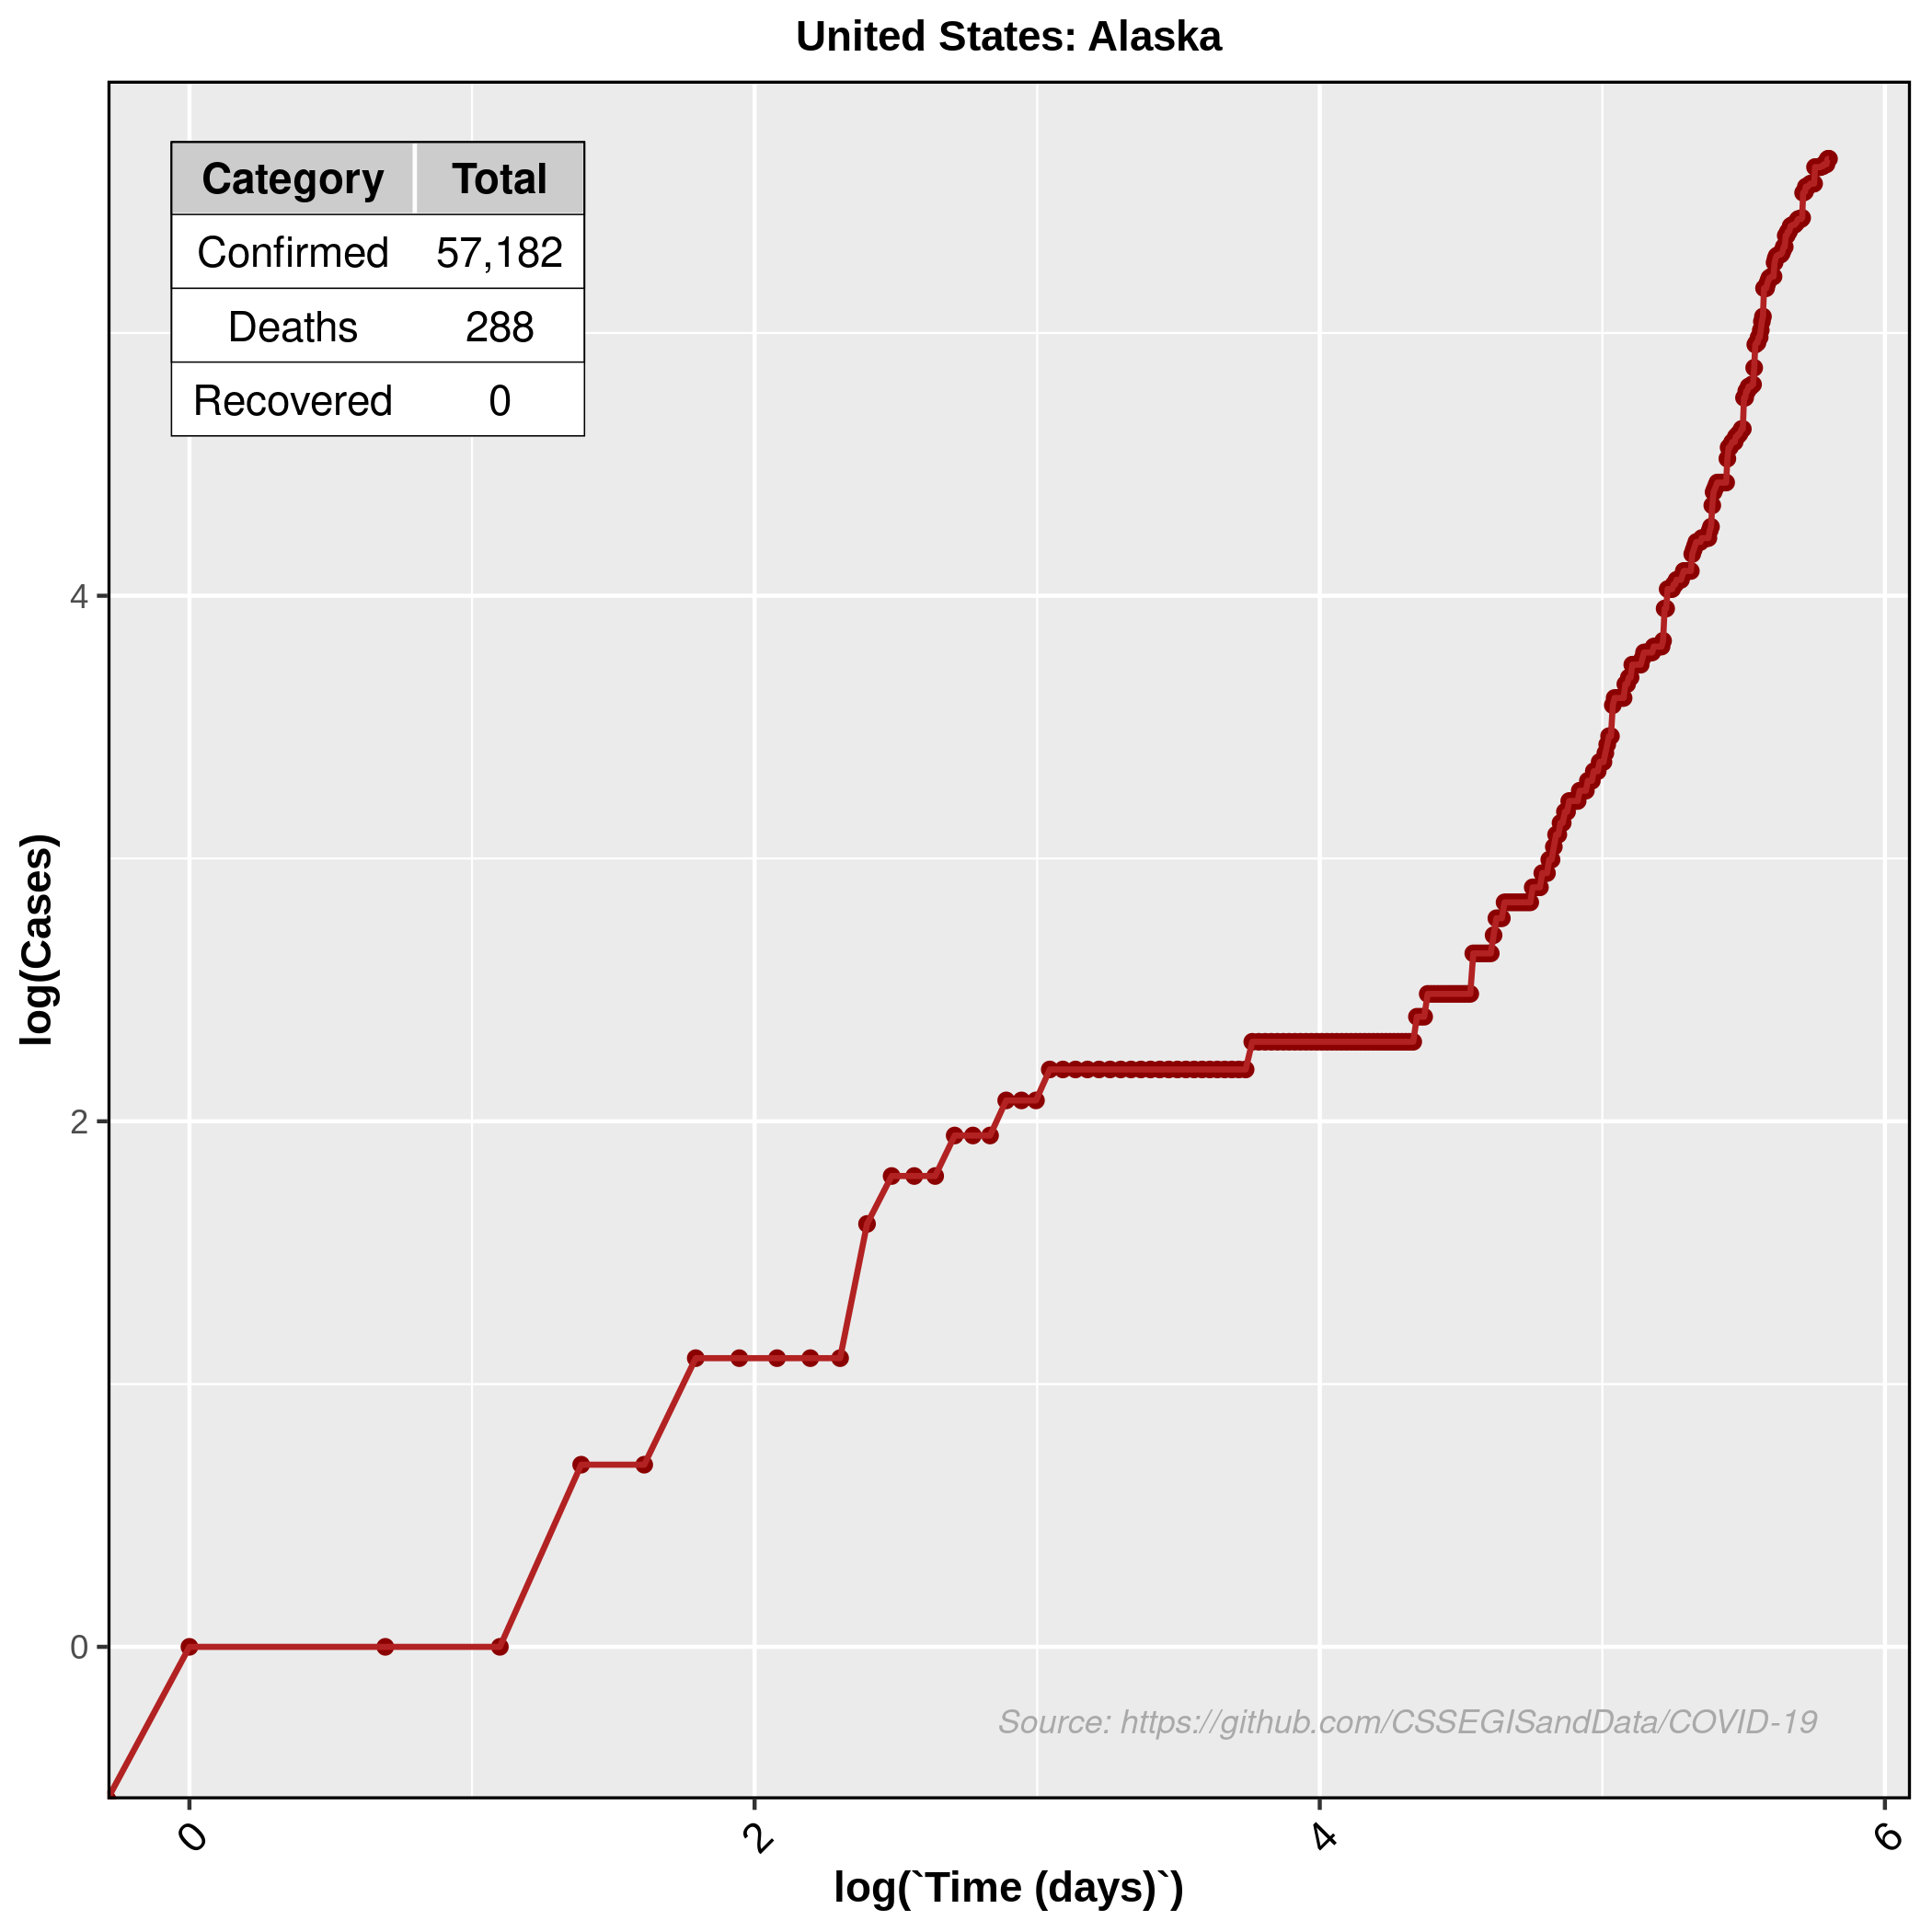 United States: Alaska
Category Total
Confirmed 57,182
Deaths 288
Recovered 0
4
2
0
log(Cases)
Source: https://github.com/CSSEGISandData/COVID-19
0 2 4 6
log(`Time (days)`)